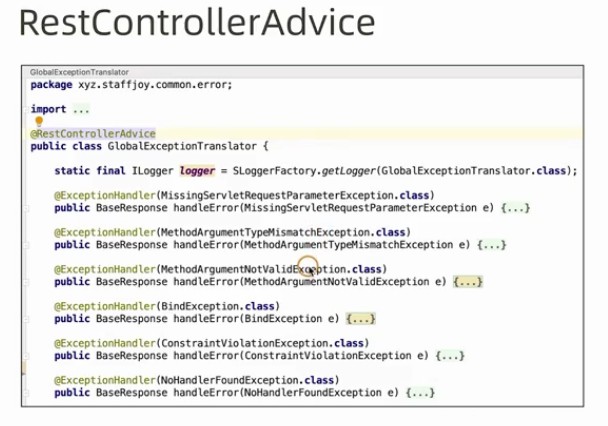 RestControllerAdvice
GlobalExceptionTranslator
package xyz.staffjoy.common.error;
import ...
@RestControllerAdvice
public class GlobalExceptionTranslator {
static final ILogger logger = SLoggerFactory.getLogger(GlobalExceptionTranslator.class);
@ExceptionHandler(MissingServletRequestParameterException.class)
public BaseResponse handleError(MissingServletRequestParameterException e) {...}
@ExceptionHandler(MethodArgumentTypeMismatchException.class)
public BaseResponse handleError(MethodArgumentTypeMismatchException e) {...}
@ExceptionHandler(MethodArgumentNotValidException.class)
public BaseResponse handleError(MethodArgumentNotValidException e) {...}
@ExceptionHandler(BindException.class)
public BaseResponse handleError(BindException e) {...}
@ExceptionHandler(ConstraintViolationException.class)
public BaseResponse handleError(ConstraintViolationException e) {...}
@ExceptionHandler(NoHandlerFoundException.class)
public BaseResponse handleError(NoHandlerFoundException e) {...}